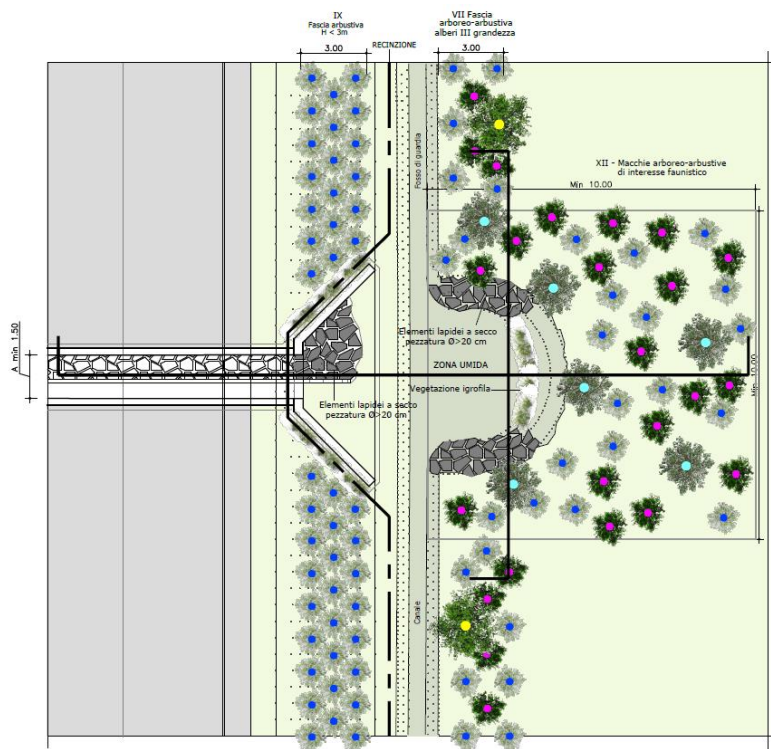 IX
Fascia arbustiva
H < 3m
3.00
RECINZIONE
VII Fascia
arboreo-arbustiva
alberi III grandezza
3.00
Fosso di guardia
XII - Macchie arboreo-arbustive
di interesse faunistico
Min 10.00
A min 1.50
Elementi lapidei a secco
pezzatura Ø>20 cm
ZONA UMIDA
Vegetazione igrofila
Elementi lapidei a secco
pezzatura Ø>20 cm
Min 10.00
Canale